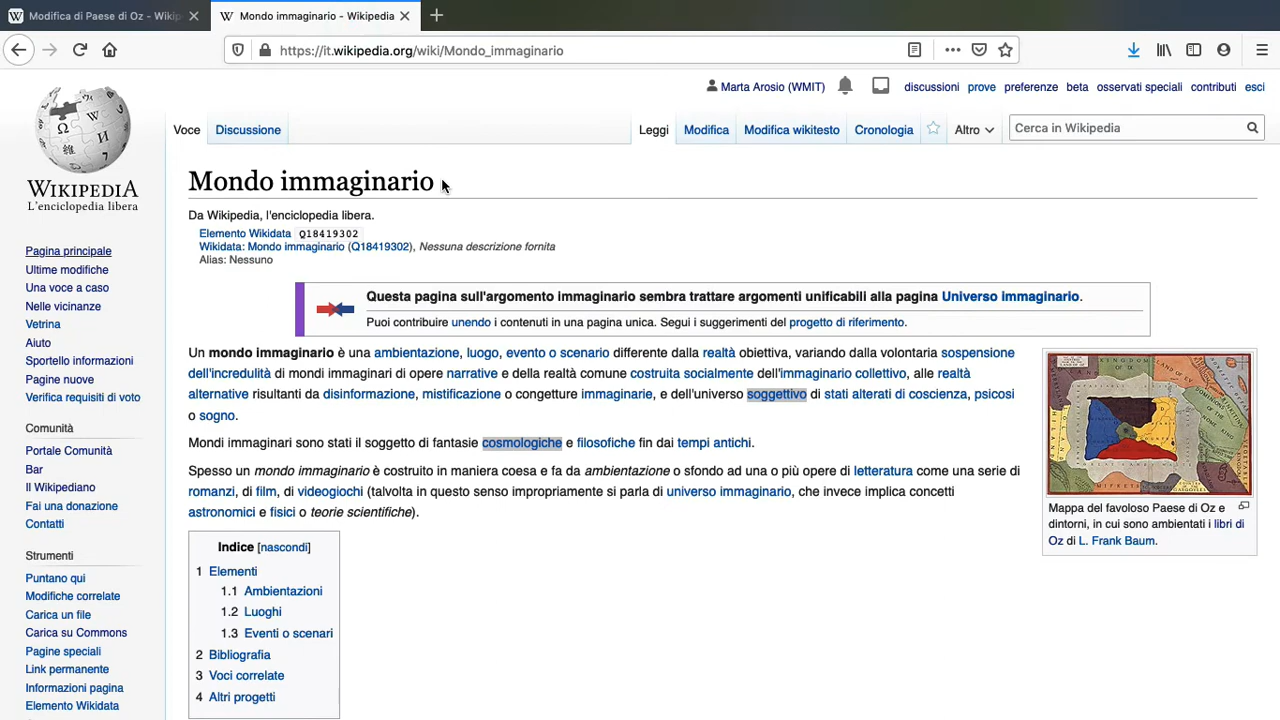 Modifica di Paese di Oz - Wikip
Mondo immaginario - Wikipedia
https://it.wikipedia.org/wiki/Mondo_immaginario
Marta Arosio (WMIT)
discussioni
prove
preferenze
beta
osservati speciali
contributi
esci
Voce
Discussione
Leggi
Modifica
Modifica wikitesto
Cronologia
Altro
Cerca in Wikipedia
WIKIPEDIA
L'enciclopedia libera
Pagina principale
Ultime modifiche
Una voce a caso
Nelle vicinanze
Vetrina
Aiuto
Sportello informazioni
Pagine nuove
Verifica requisiti di voto
Comunità
Portale Comunità
Bar
Il Wikipediano
Fai una donazione
Contatti
Strumenti
Puntano qui
Modifiche correlate
Carica un file
Carica su Commons
Pagine speciali
Link permanente
Informazioni pagina
Elemento Wikidata
Mondo immaginario
Da Wikipedia, l'enciclopedia libera.
Elemento Wikidata Q18419302
Wikidata: Mondo immaginario (Q18419302), Nessuna descrizione fornita
Alias: Nessuno
Questa pagina sull'argomento immaginario sembra trattare argomenti unificabili alla pagina Universo immaginario.
Puoi contribuire unendo i contenuti in una pagina unica. Segui i suggerimenti del progetto di riferimento.
Un mondo immaginario è una ambientazione, luogo, evento o scenario differente dalla realtà obiettiva, variando dalla volontaria sospensione
dell'incredulità di mondi immaginari di opere narrative e della realtà comune costruita socialmente dell'immaginario collettivo, alle realtà
alternative risultanti da disinformazione, mistificazione o congetture immaginarie, e dell'universo soggettivo di stati alterati di coscienza, psicosi
o sogno.
Mondi immaginari sono stati il soggetto di fantasie cosmologiche e filosofiche fin dai tempi antichi.
Spesso un mondo immaginario è costruito in maniera coesa e fa da ambientazione o sfondo ad una o più opere di letteratura come una serie di
romanzi, di film, di videogiochi (talvolta in questo senso impropriamente si parla di universo immaginario, che invece implica concetti
astronomici e fisici o teorie scientifiche).
Mappa del favoloso Paese di Oz e
dintorni, in cui sono ambientati i libri di
Oz di L. Frank Baum.
Indice [nascondi]
1 Elementi
1.1 Ambientazioni
1.2 Luoghi
1.3 Eventi o scenari
2 Bibliografia
3 Voci correlate
4 Altri progetti